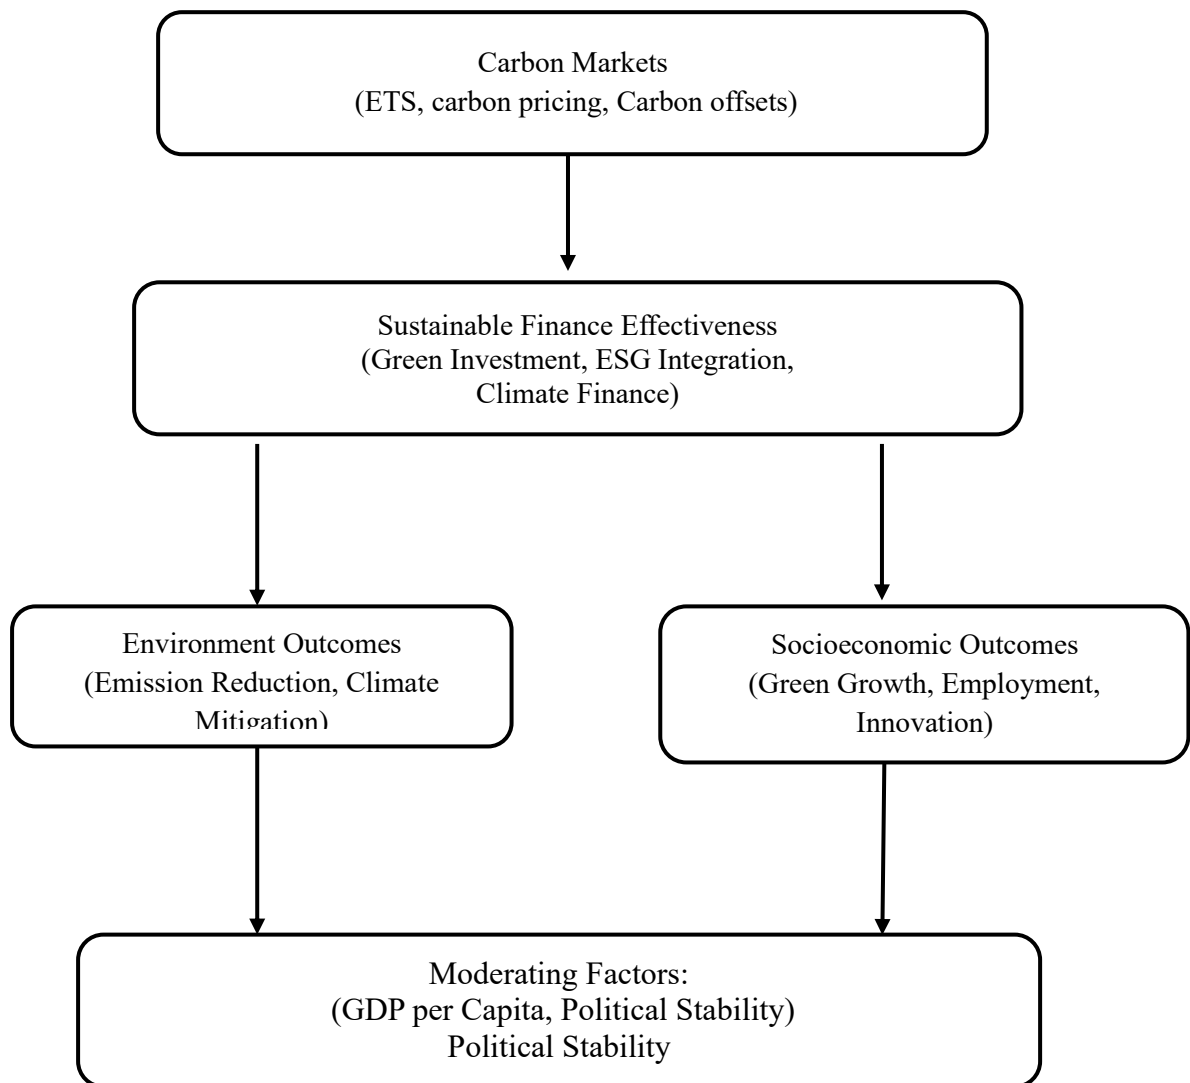 Carbon Markets
(ETS, carbon pricing, Carbon offsets)
Sustainable Finance Effectiveness
(Green Investment, ESG Integration,
Climate Finance)
Environment Outcomes
(Emission Reduction, Climate
Mitigation)
Socioeconomic Outcomes
(Green Growth, Employment,
Innovation)
Moderating Factors:
(GDP per Capita, Political Stability)
Political Stability